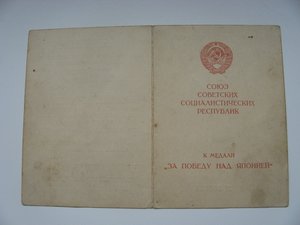 СОЮЗ
СОВЕТСКИХ
СОЦИАЛИСТИЧЕСКИХ
РЕСПУБЛИК
К МЕДАЛИ
„ЗА ПОБЕДУ НАД ЯПОНИЕЙ“